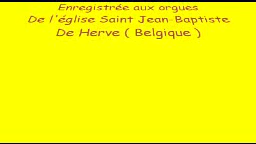 Enregistrée aux orgues
De l'église Saint Jean-Baptiste
De Herve ( Belgique )